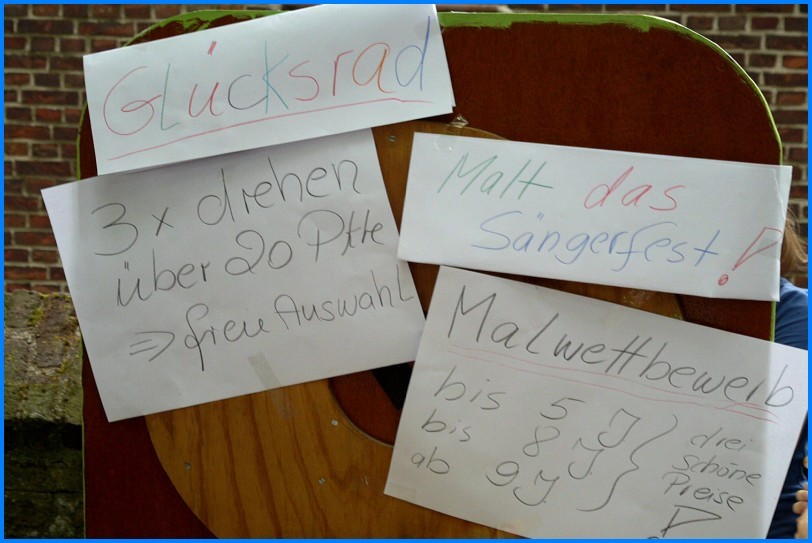 Glücksrad
3x drehen
über 20 Pkte
=> freie Auswahl
Malt das
Sängerfest!
Malwettbewerb
bis 5 J
bis 8 J
ab 9 J
} drei
schöne
Preise
!